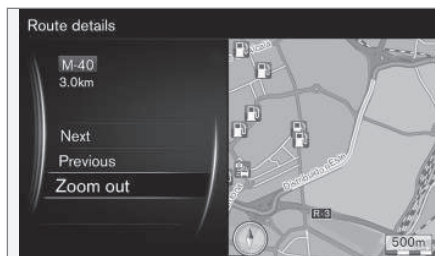 Route details
M-40
3.0km
Next
Previous
Zoom out
R-3
500m